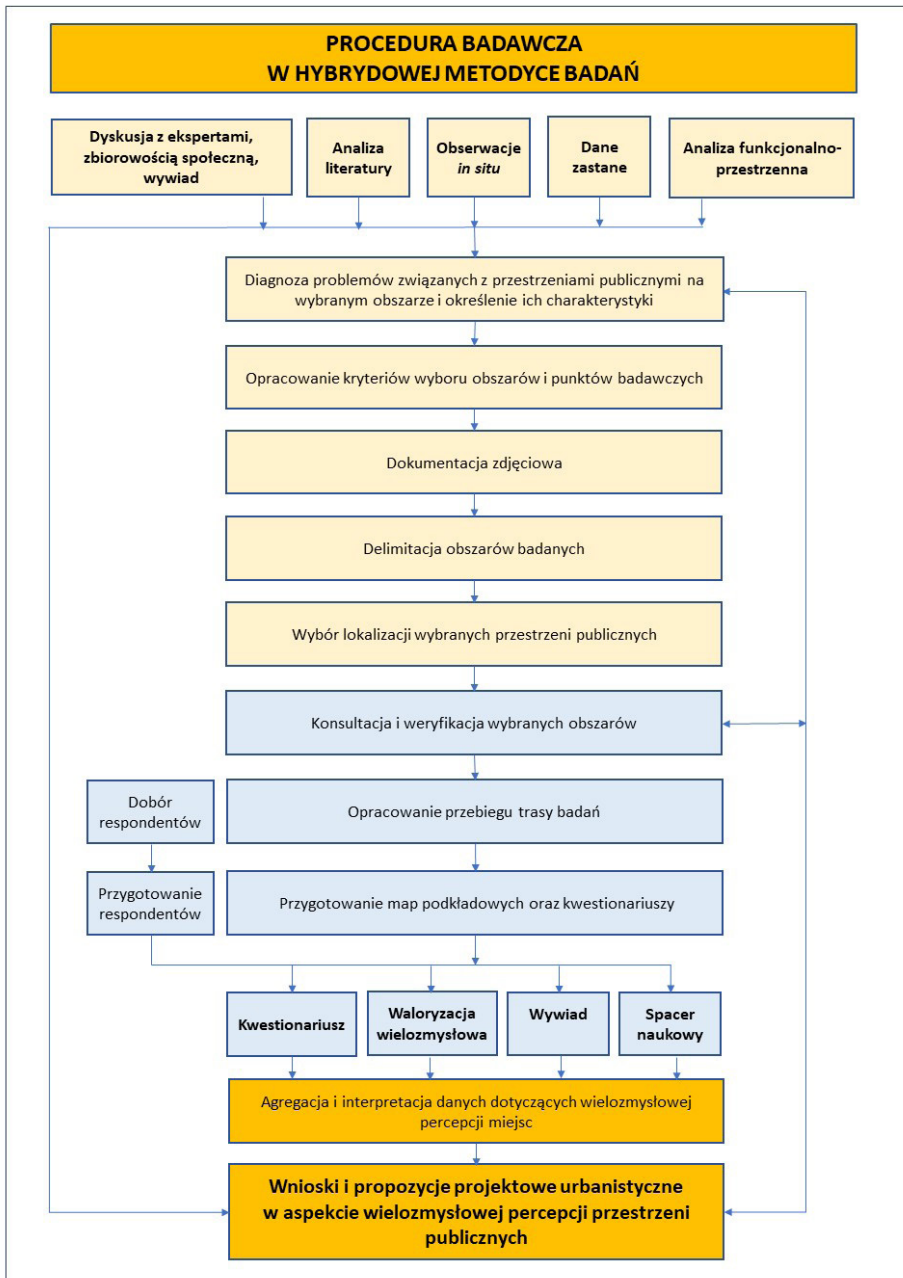 PROCEDURA BADAWCZA
W HYBRYDOWEJ METODYCE BADAŃ
Dyskusja z ekspertami,
zbiorowością społeczną,
wywiad
Analiza
literatury
Obserwacje
in situ
Dane
zastane
Analiza funkcjonalno-
przestrzenna
Diagnoza problemów związanych z przestrzeniami publicznymi na
wybranym obszarze i określenie ich charakterystyki
Opracowanie kryteriów wyboru obszarów i punktów badawczych
Dokumentacja zdjęciowa
Delimitacja obszarów badanych
Wybór lokalizacji wybranych przestrzeni publicznych
Konsultacja i weryfikacja wybranych obszarów
Dobór
respondentów
Opracowanie przebiegu trasy badań
Przygotowanie
respondentów
Przygotowanie map podkładowych oraz kwestionariuszy
Kwestionariusz
Waloryzacja
wielozmysłowa
Wywiad
Spacer
naukowy
Agregacja i interpretacja danych dotyczących wielozmysłowej
percepcji miejsc
Wnioski i propozycje projektowe urbanistyczne
w aspekcie wielozmysłowej percepcji przestrzeni
publicznych